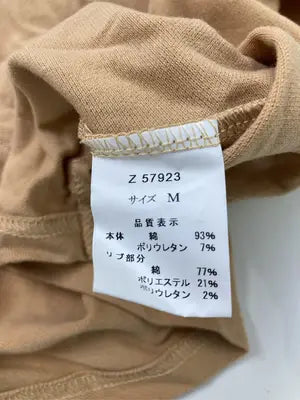 Z 57923
サイズ M
品質表示
本体 綿 93%
ポリウレタン 7%
リブ部分
綿 77%
ポリエステル 21%
ポリウレタン 2%